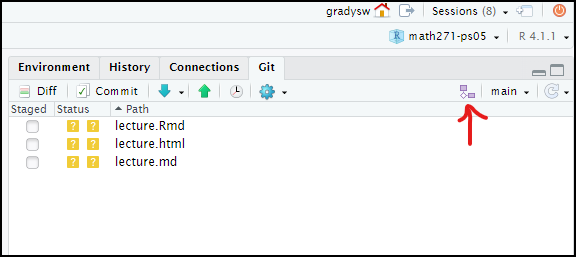 gradysw Sessions (8)
R math271-ps05 R 4.1.1
Environment History Connections Git
Diff Commit main
Staged Status Path
? ? lecture.Rmd
? ? lecture.html
? ? lecture.md